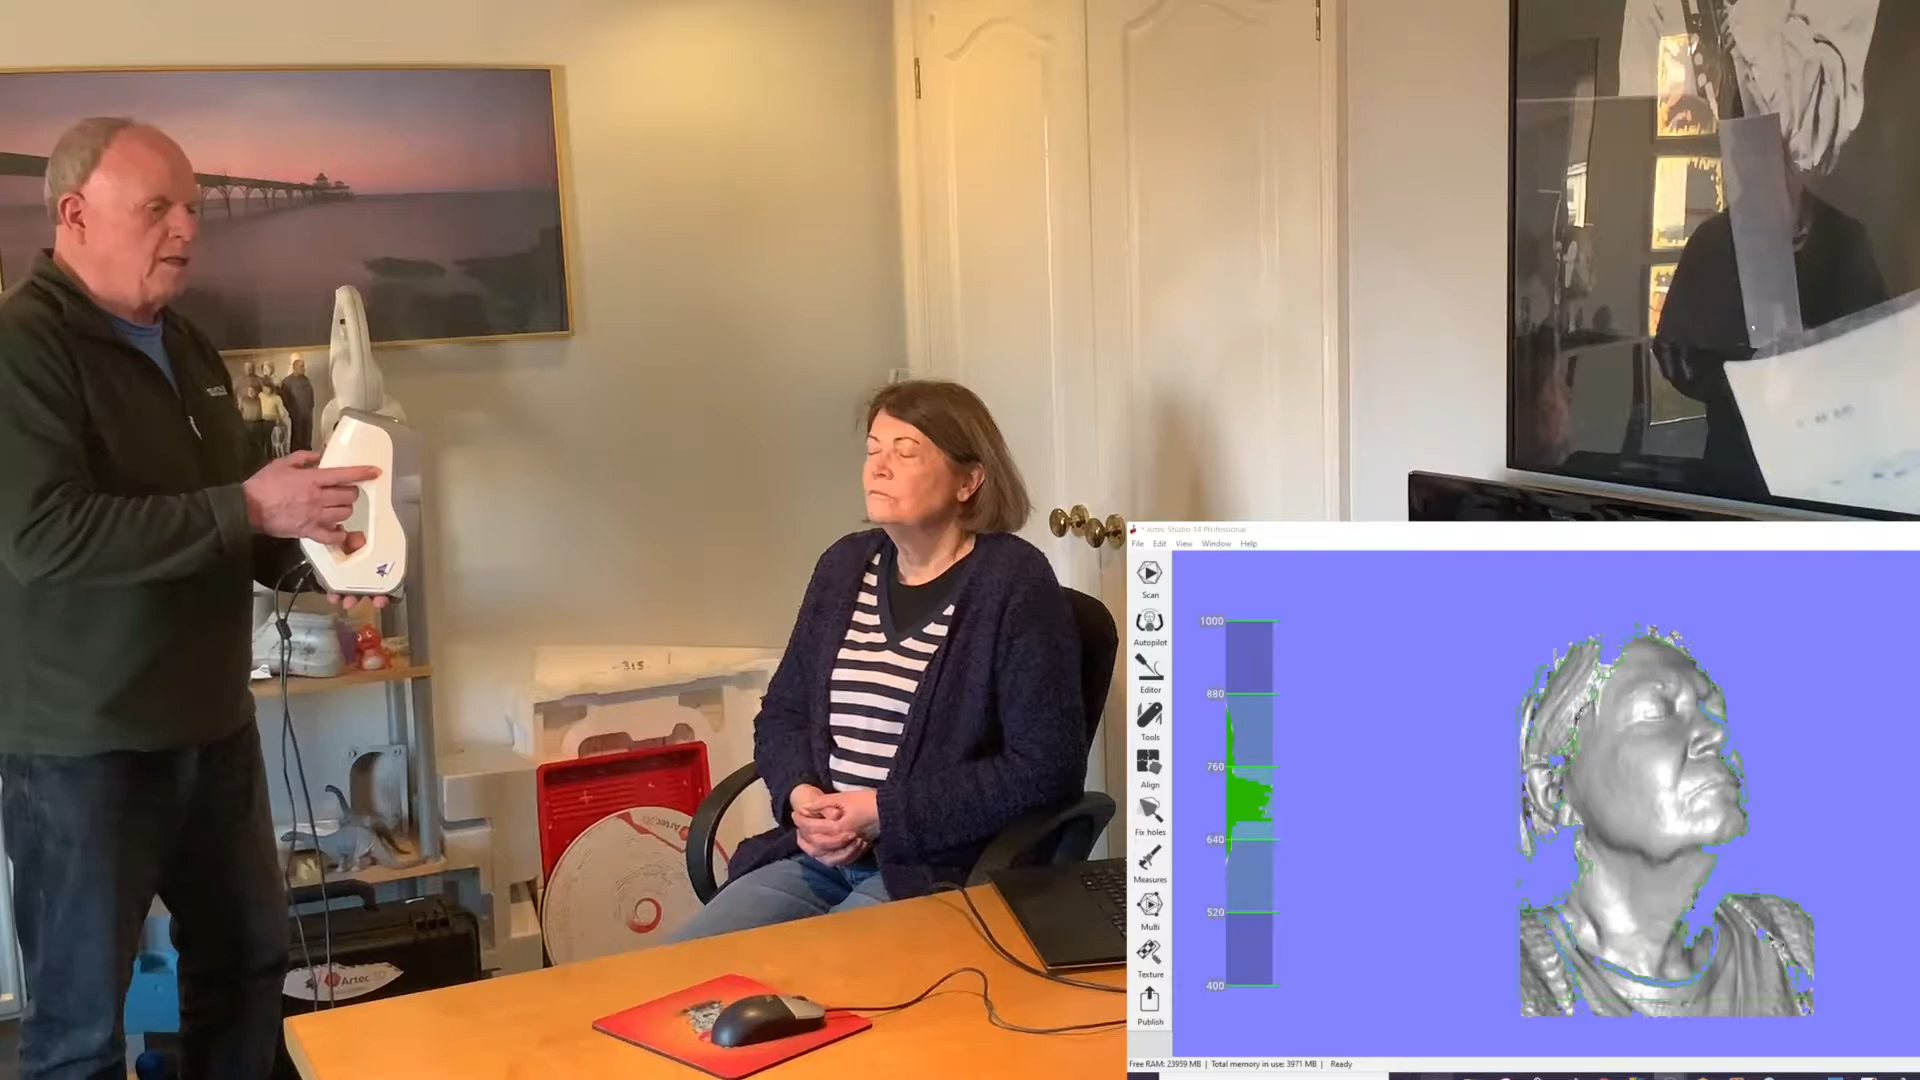 315
Artec3D
Artec3D
* Artec Studio 14 Professional
File Edit View Window Help
Scan
Autopilot
Editor
Tools
Align
Fix holes
Measures
Multi
Texture
Publish
1000
880
760
640
520
400
Free RAM: 23959 MB | Total memory in use: 3971 MB | Ready